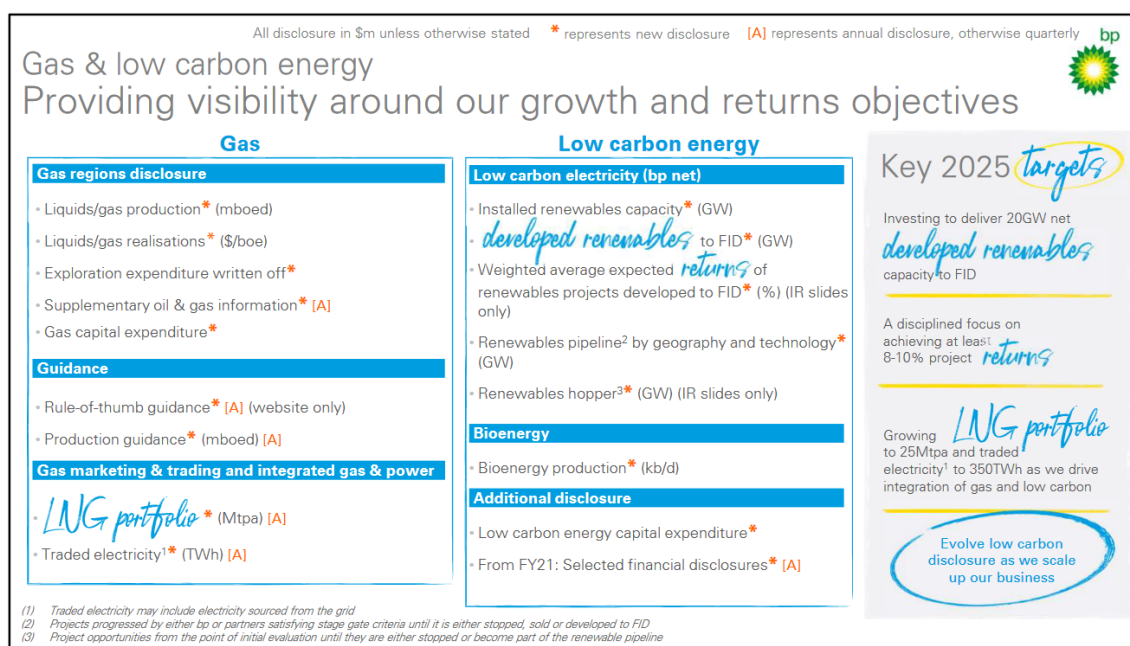 All disclosure in $m unless otherwise stated * represents new disclosure [A] represents annual disclosure, otherwise quarterly
bp
Gas & low carbon energy
Providing visibility around our growth and returns objectives
Gas
Gas regions disclosure
• Liquids/gas production* (mboed)
• Liquids/gas realisations* ($/boe)
• Exploration expenditure written off*
• Supplementary oil & gas information* [A]
• Gas capital expenditure*
Guidance
• Rule-of-thumb guidance* [A] (website only)
• Production guidance* (mboed) [A]
Gas marketing & trading and integrated gas & power
• LNG portfolio * (Mtpa) [A]
• Traded electricity¹* (TWh) [A]
Low carbon energy
Low carbon electricity (bp net)
• Installed renewables capacity* (GW)
• developed renewables to FID* (GW)
• Weighted average expected returns of
renewables projects developed to FID* (%) (IR slides
only)
• Renewables pipeline² by geography and technology*
(GW)
• Renewables hopper³* (GW) (IR slides only)
Bioenergy
• Bioenergy production* (kb/d)
Additional disclosure
• Low carbon energy capital expenditure*
• From FY21: Selected financial disclosures* [A]
Key 2025 targets
Investing to deliver 20GW net
developed renewables
capacity to FID
A disciplined focus on
achieving at least
8-10% project returns
Growing LNG portfolio
to 25Mtpa and traded
electricity¹ to 350TWh as we drive
integration of gas and low carbon
Evolve low carbon
disclosure as we scale
up our business
(1) Traded electricity may include electricity sourced from the grid
(2) Projects progressed by either bp or partners satisfying stage gate criteria until it is either stopped, sold or developed to FID
(3) Project opportunities from the point of initial evaluation until they are either stopped or become part of the renewable pipeline